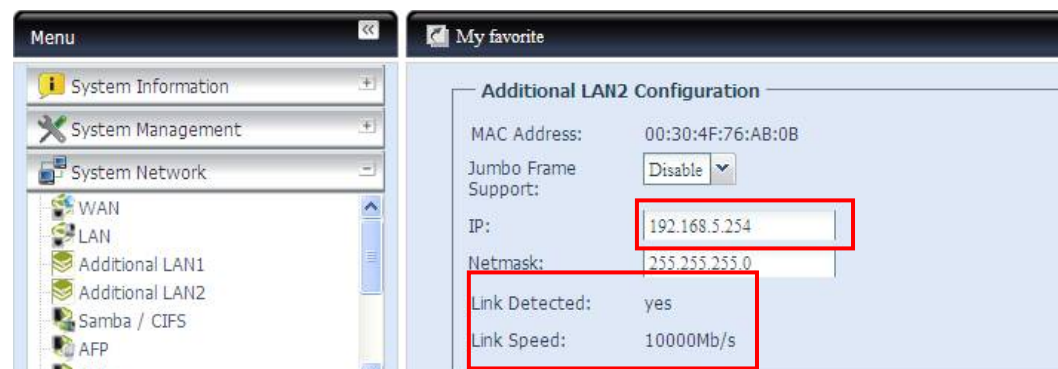 Menu
My favorite
System Information
System Management
System Network
WAN
LAN
Additional LAN1
Additional LAN2
Samba / CIFS
AFP
Additional LAN2 Configuration
MAC Address: 00:30:4F:76:AB:0B
Jumbo Frame Support: Disable
IP: 192.168.5.254
Netmask: 255.255.255.0
Link Detected: yes
Link Speed: 10000Mb/s